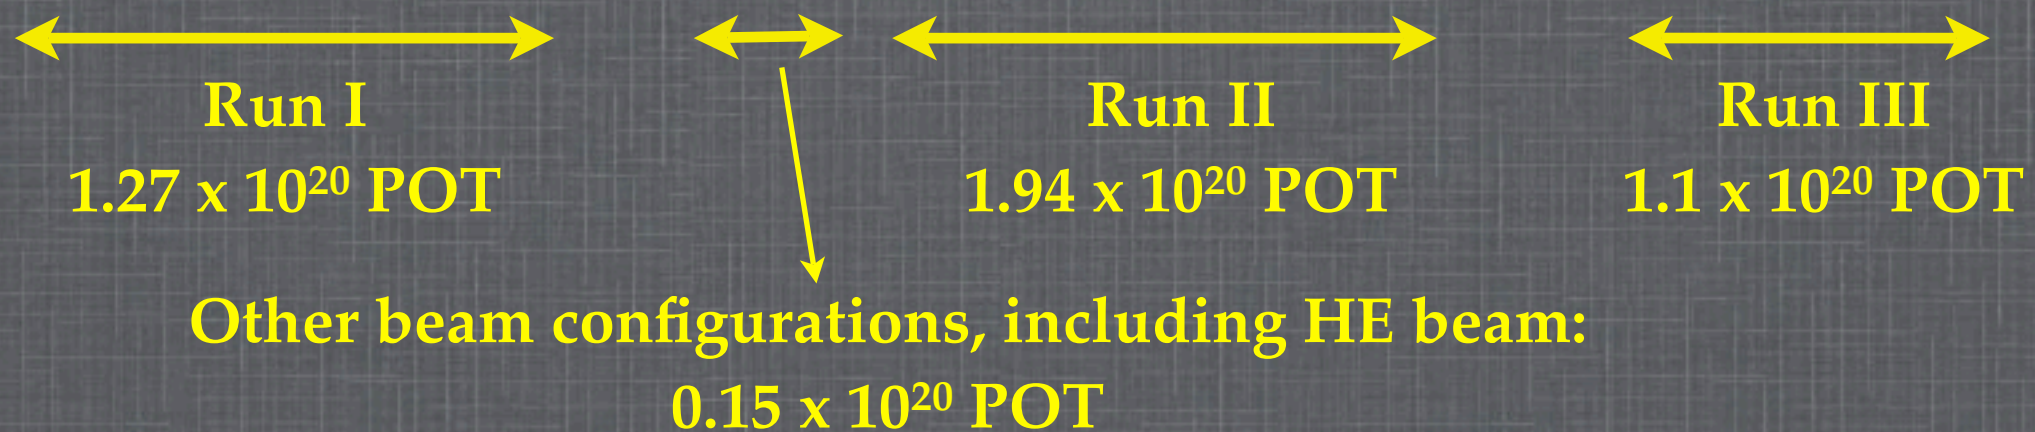 Run I
1.27 x 10²⁰ POT
Run II
1.94 x 10²⁰ POT
Run III
1.1 x 10²⁰ POT
Other beam configurations, including HE beam:
0.15 x 10²⁰ POT